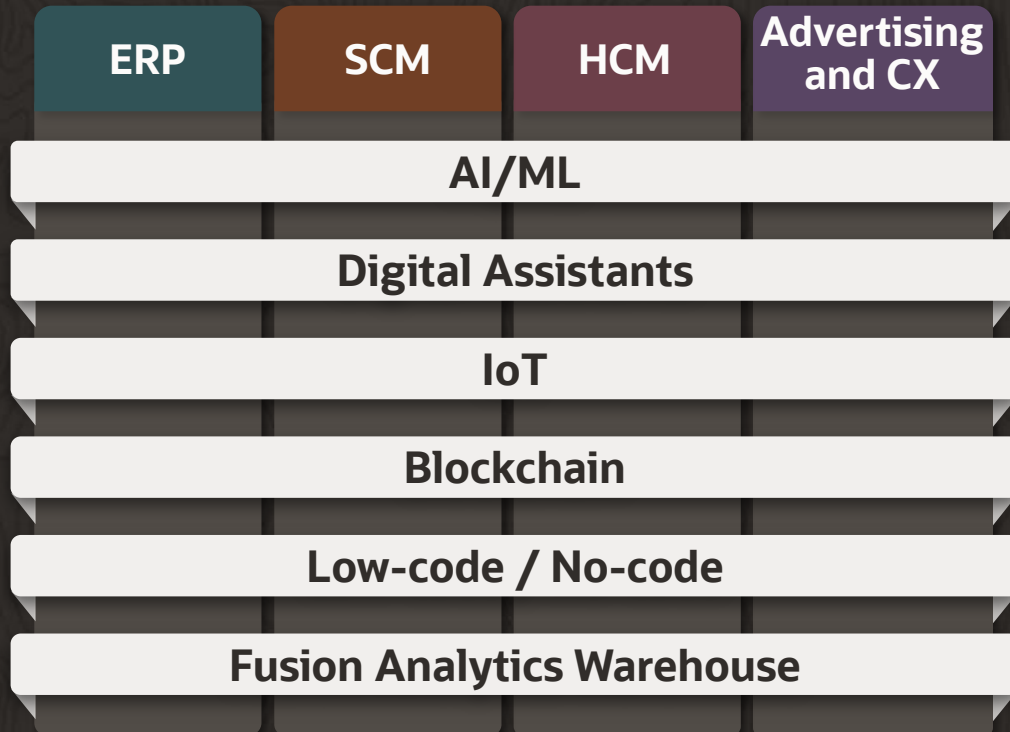 ERP
SCM
HCM
Advertising
and CX
AI/ML
Digital Assistants
IoT
Blockchain
Low-code / No-code
Fusion Analytics Warehouse